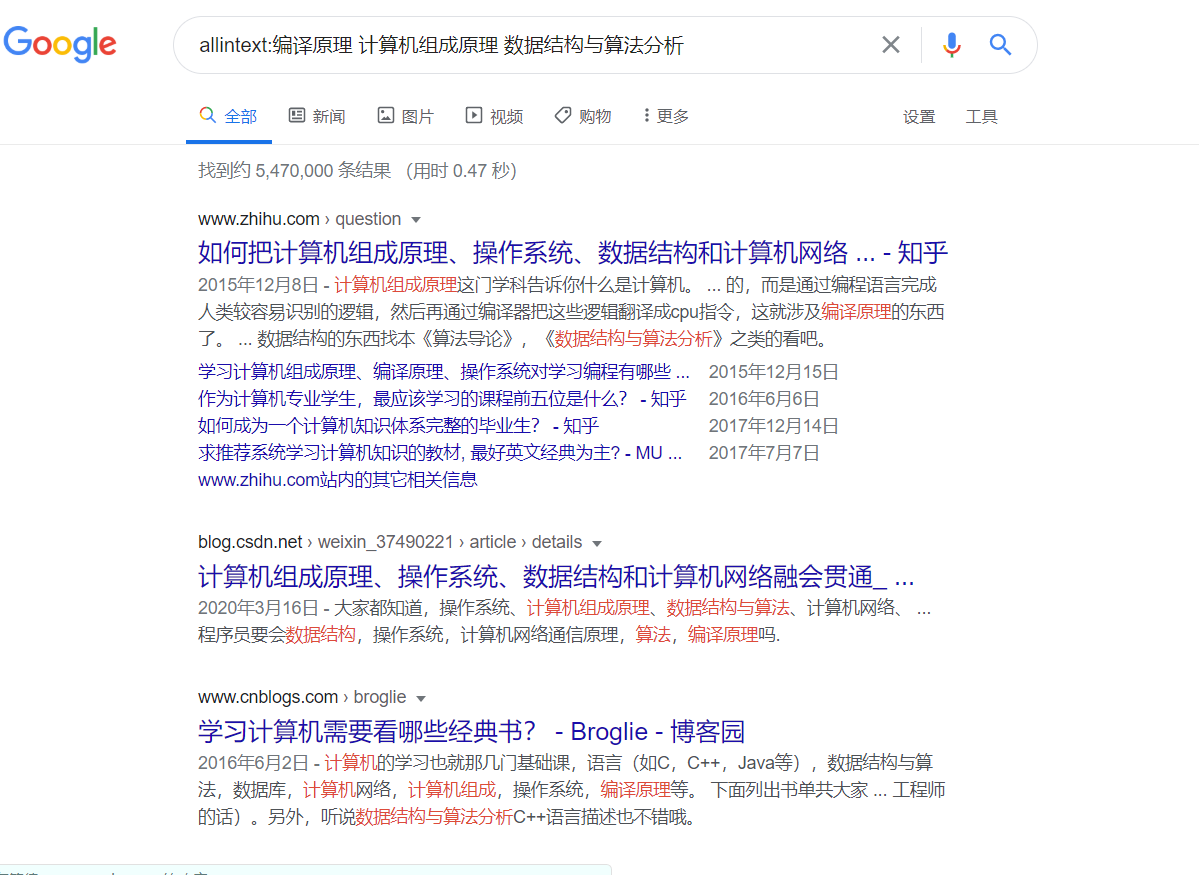 Google
allintext:编译原理 计算机组成原理 数据结构与算法分析
全部 新闻 图片 视频 购物 更多 设置 工具
找到约 5,470,000 条结果 （用时 0.47 秒）
www.zhihu.com › question
如何把计算机组成原理、操作系统、数据结构和计算机网络 ... - 知乎
2015年12月8日 - 计算机组成原理这门学科告诉你什么是计算机。 ... 的，而是通过编程语言完成
人类较容易识别的逻辑，然后再通过编译器把这些逻辑翻译成cpu指令，这就涉及编译原理的东西
了。 ... 数据结构的东西找本《算法导论》，《数据结构与算法分析》之类的看吧。
学习计算机组成原理、编译原理、操作系统对学习编程有哪些 ... 2015年12月15日
作为计算机专业学生，最应该学习的课程前五位是什么？ - 知乎 2016年6月6日
如何成为一个计算机知识体系完整的毕业生？ - 知乎 2017年12月14日
求推荐系统学习计算机知识的教材, 最好英文经典为主? - MU ... 2017年7月7日
www.zhihu.com站内的其它相关信息
blog.csdn.net › weixin_37490221 › article › details
计算机组成原理、操作系统、数据结构和计算机网络融会贯通_ ...
2020年3月16日 - 大家都知道，操作系统、计算机组成原理、数据结构与算法、计算机网络、 ...
程序员要会数据结构，操作系统，计算机网络通信原理，算法，编译原理吗.
www.cnblogs.com › broglie
学习计算机需要看哪些经典书？ - Broglie - 博客园
2016年6月2日 - 计算机的学习也就那几门基础课，语言（如C，C++，Java等），数据结构与算
法，数据库，计算机网络，计算机组成，操作系统，编译原理等。 下面列出书单共大家 ... 工程师
的话）。另外，听说数据结构与算法分析C++语言描述也不错哦。